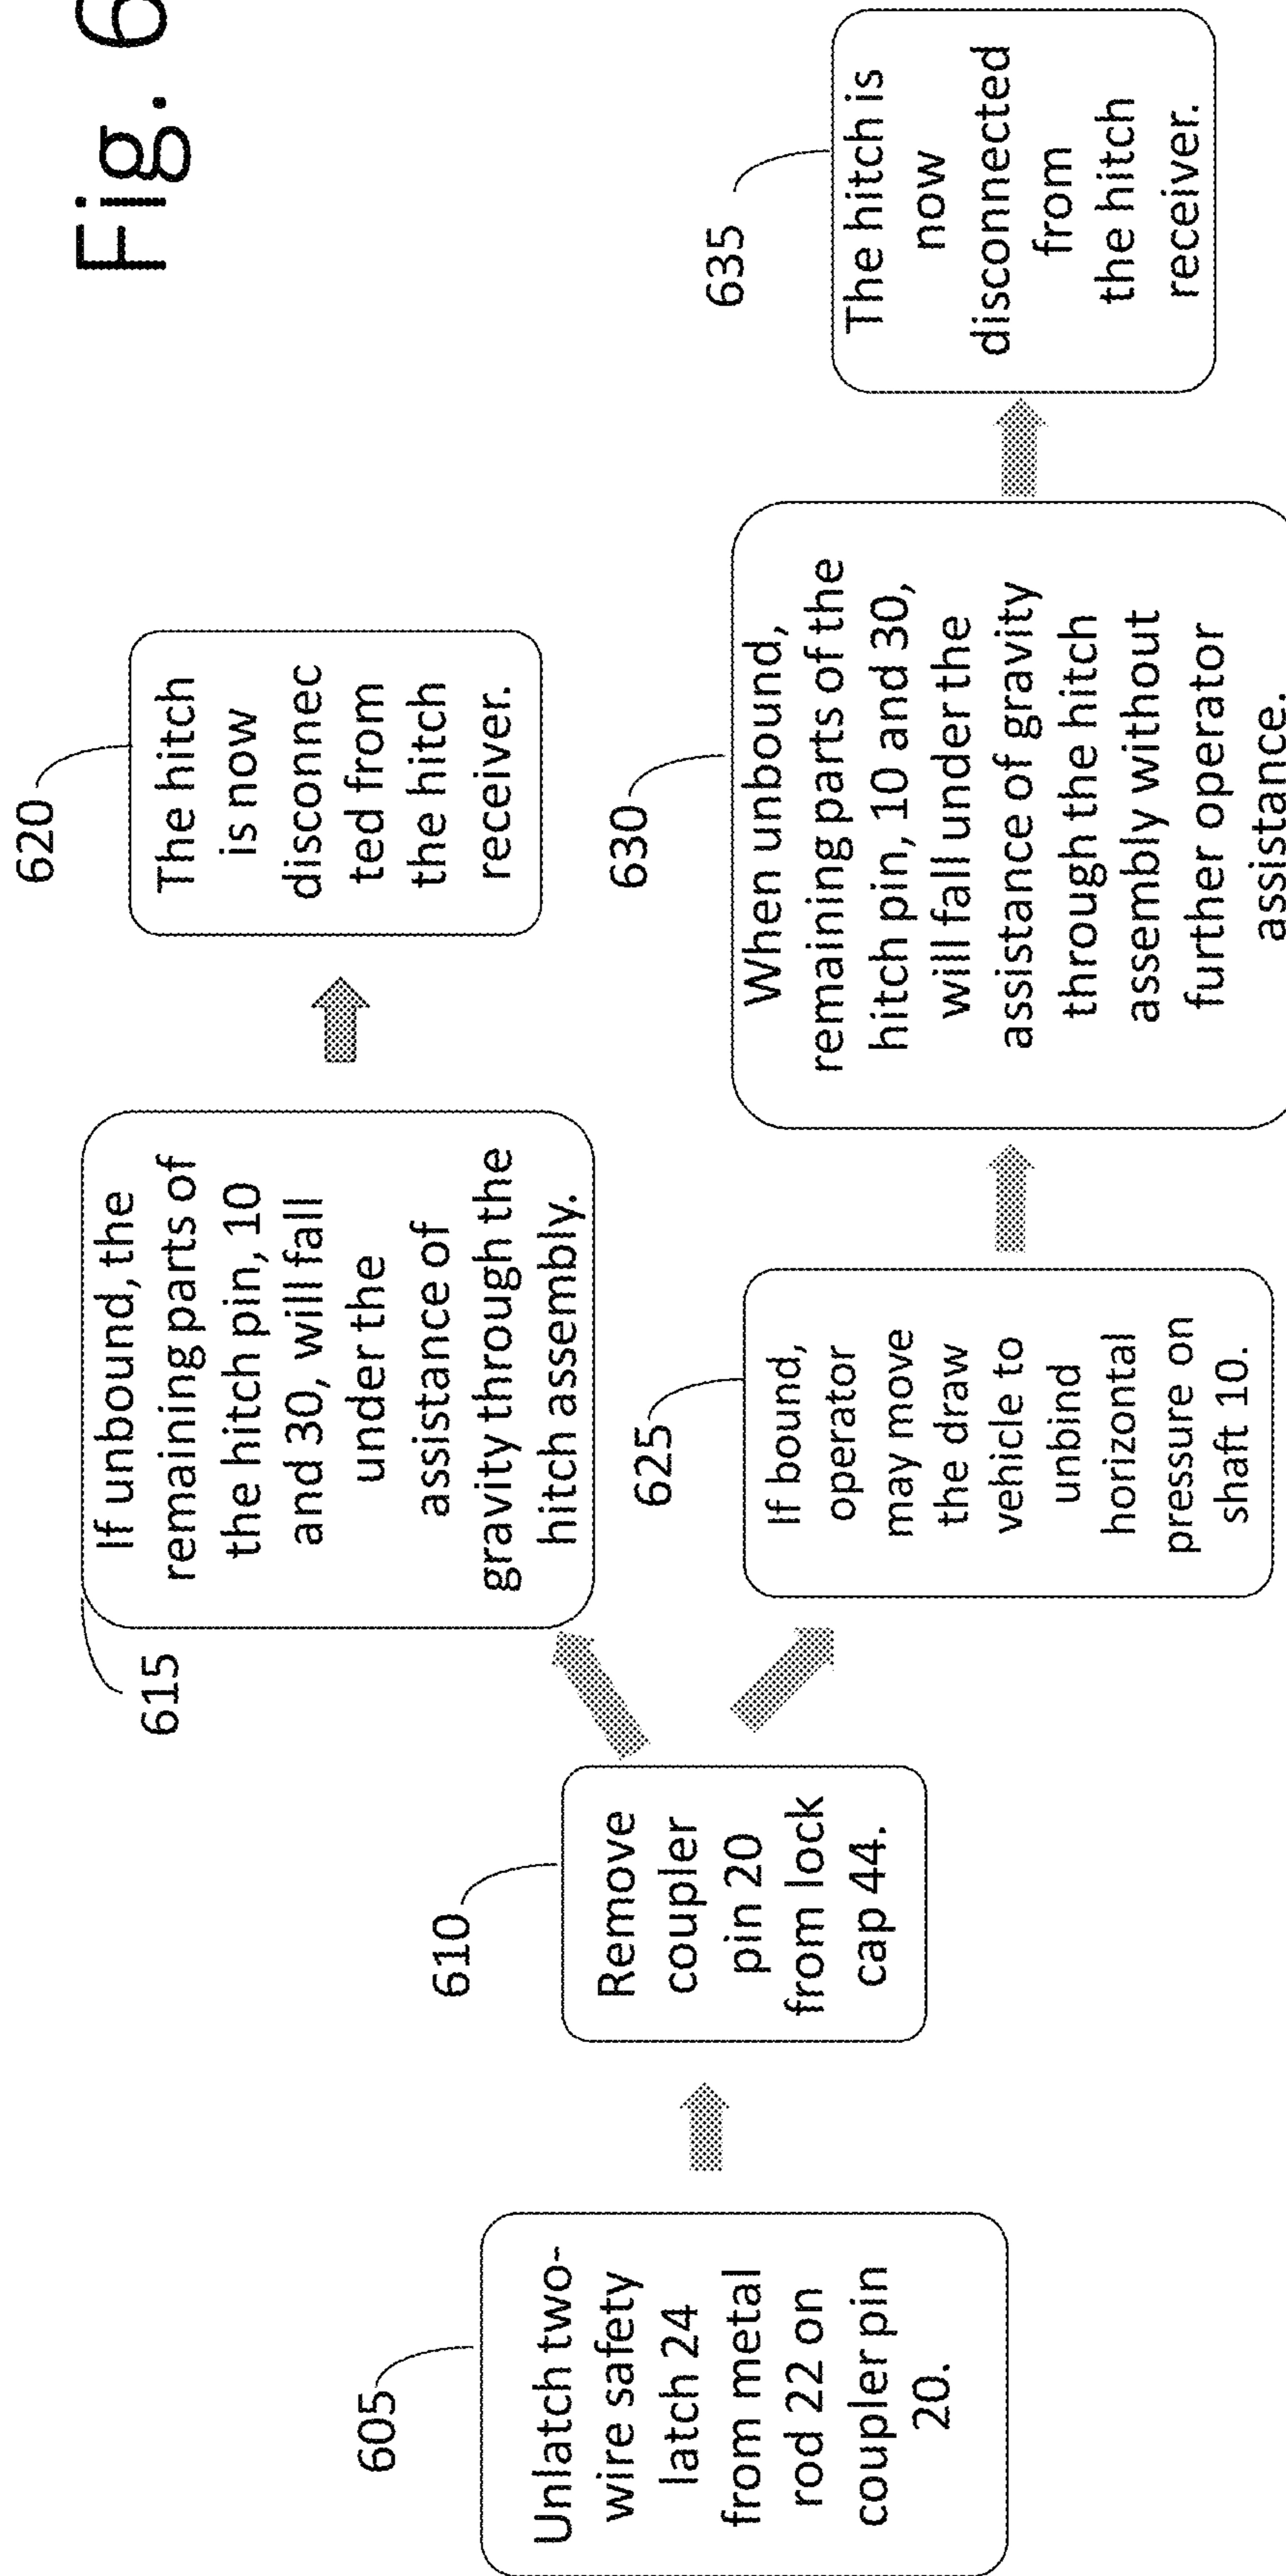 Fig. 6
605
Unlatch two-
wire safety
latch 24
from metal
rod 22 on
coupler pin
20.
610
Remove
coupler
pin 20
from lock
cap 44.
615
If unbound, the
remaining parts of
the hitch pin, 10
and 30, will fall
under the
assistance of
gravity through the
hitch assembly.
620
The hitch
is now
disconnec
ted from
the hitch
receiver.
625
If bound,
operator
may move
the draw
vehicle to
unbind
horizontal
pressure on
shaft 10.
630
When unbound,
remaining parts of the
hitch pin, 10 and 30,
will fall under the
assistance of gravity
through the hitch
assembly without
further operator
assistance.
635
The hitch is
now
disconnected
from
the hitch
receiver.